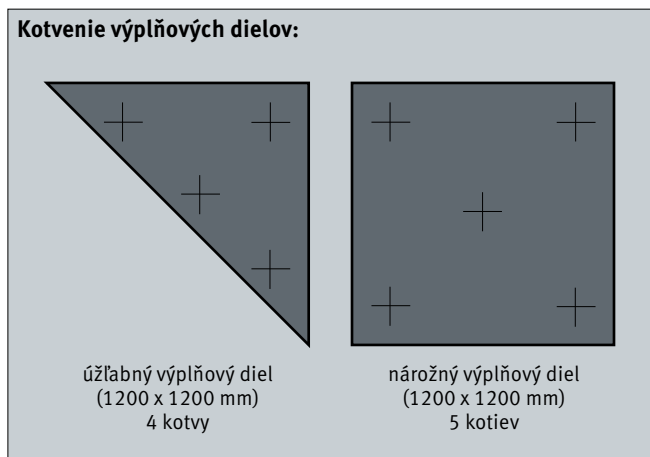 Kotvenie výplňových dielov:
úžľabný výplňový diel
(1200 x 1200 mm)
4 kotvy
nárožný výplňový diel
(1200 x 1200 mm)
5 kotiev